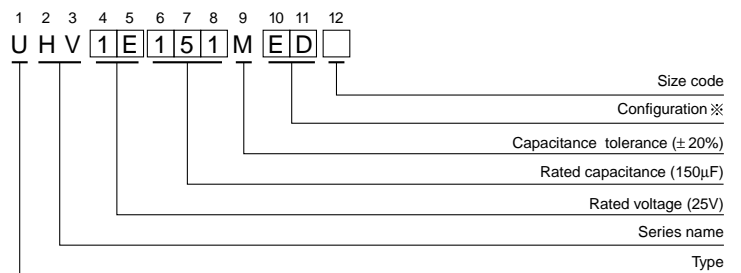 1 2 3 4 5 6 7 8 9 10 11 12
U H V 1 E 1 5 1 M E D
Size code
Configuration ※
Capacitance tolerance (± 20%)
Rated capacitance (150µF)
Rated voltage (25V)
Series name
Type